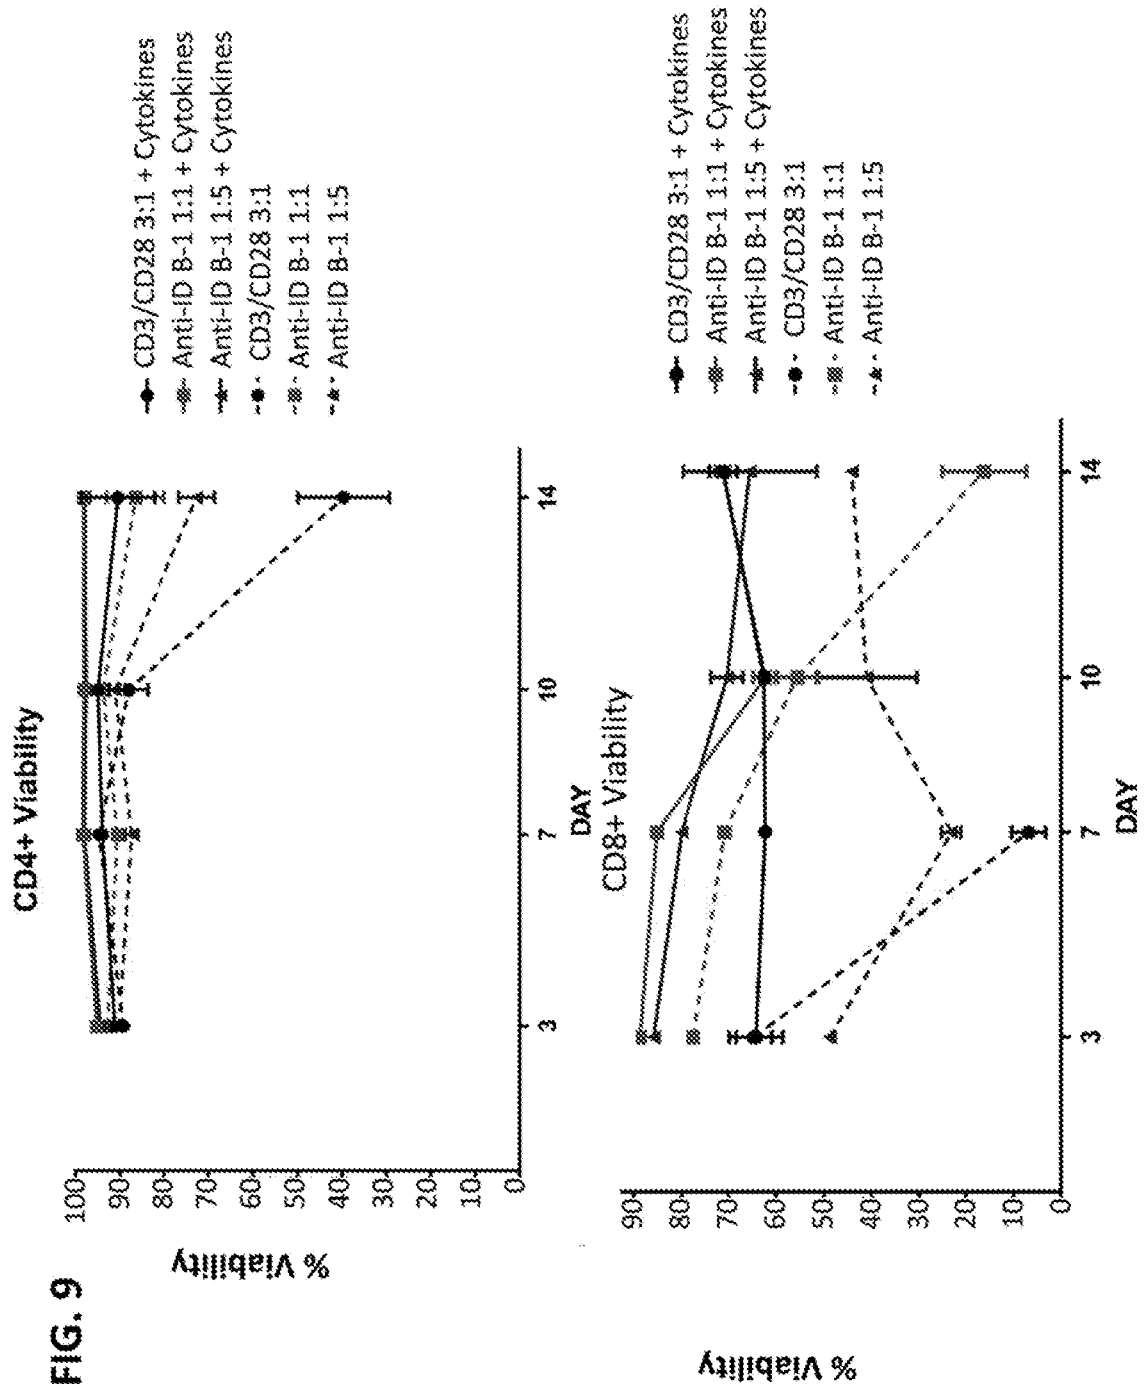 FIG. 9
CD4+ Viability
% Viability
100
90
80
70
60
50
40
30
20
10
0
3
7
10
14
DAY
CD3/CD28 3:1 + Cytokines
Anti-ID B-1 1:1 + Cytokines
Anti-ID B-1 1:5 + Cytokines
CD3/CD28 3:1
Anti-ID B-1 1:1
Anti-ID B-1 1:5
CD8+ Viability
% Viability
90
80
70
60
50
40
30
20
10
0
3
7
10
14
DAY
CD3/CD28 3:1 + Cytokines
Anti-ID B-1 1:1 + Cytokines
Anti-ID B-1 1:5 + Cytokines
CD3/CD28 3:1
Anti-ID B-1 1:1
Anti-ID B-1 1:5